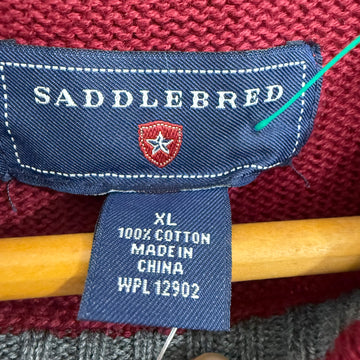 SADDLEBRED
XL
100% COTTON
MADE IN
CHINA
WPL 12902